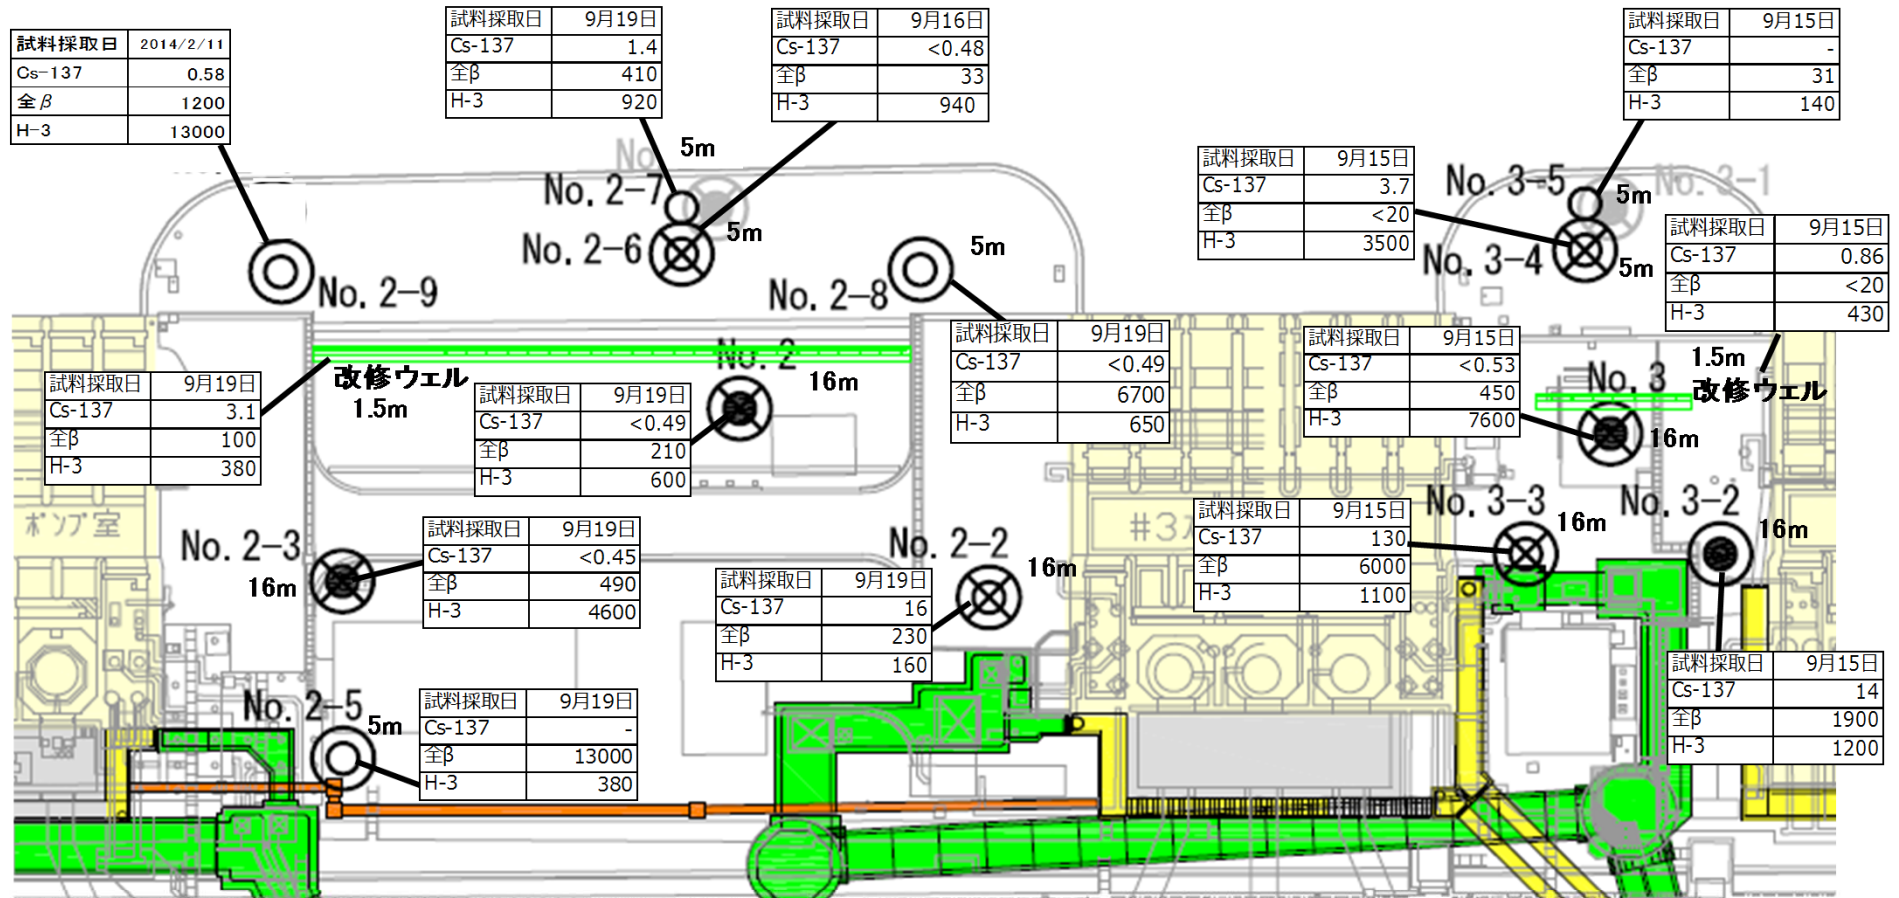 試料採取日 2014/2/11
Cs-137 0.58
全β 1200
H-3 13000
試料採取日 9月19日
Cs-137 1.4
全β 410
H-3 920
試料採取日 9月16日
Cs-137 <0.48
全β 33
H-3 940
試料採取日 9月15日
Cs-137 -
全β 31
H-3 140
No
5m
No. 2-7
No. 2-6
5m
No. 2-9
No. 2-8
5m
試料採取日 9月15日
Cs-137 3.7
全β <20
H-3 3500
No. 3-5
5m
No. 3-1
No. 3-4
5m
試料採取日 9月15日
Cs-137 0.86
全β <20
H-3 430
試料採取日 9月19日
Cs-137 3.1
全β 100
H-3 380
改修ウェル
1.5m
No. 2
16m
試料採取日 9月19日
Cs-137 <0.49
全β 210
H-3 600
試料採取日 9月19日
Cs-137 <0.49
全β 6700
H-3 650
試料採取日 9月15日
Cs-137 <0.53
全β 450
H-3 7600
No. 3
16m
1.5m
改修ウェル
ポンプ室
No. 2-3
16m
試料採取日 9月19日
Cs-137 <0.45
全β 490
H-3 4600
No. 2-2
16m
試料採取日 9月19日
Cs-137 16
全β 230
H-3 160
#3
試料採取日 9月15日
Cs-137 130
全β 6000
H-3 1100
No. 3-3
16m
No. 3-2
16m
試料採取日 9月15日
Cs-137 14
全β 1900
H-3 1200
No. 2-5
5m
試料採取日 9月19日
Cs-137 -
全β 13000
H-3 380